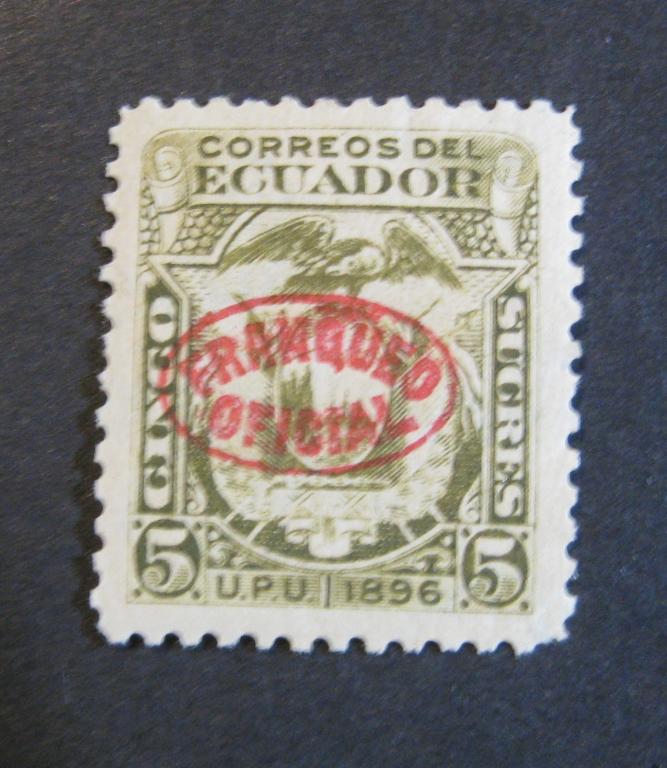 CORREOS DEL
ECUADOR
CINCO
SUCRES
FRANQUEO
OFICIAL
5
U.P.U. 1896
5